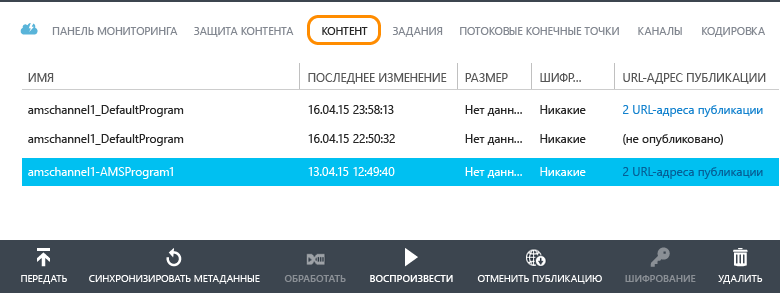 ПАНЕЛЬ МОНИТОРИНГА ЗАЩИТА КОНТЕНТА КОНТЕНТ ЗАДАНИЯ ПОТОКОВЫЕ КОНЕЧНЫЕ ТОЧКИ КАНАЛЫ КОДИРОВКА
ИМЯ ПОСЛЕДНЕЕ ИЗМЕНЕНИЕ РАЗМЕР ШИФР... URL-АДРЕС ПУБЛИКАЦИИ
amschannel1_DefaultProgram 16.04.15 23:58:13 Нет данн... Никакие 2 URL-адреса публикации
amschannel1_DefaultProgram 16.04.15 22:50:32 Нет данн... Никакие (не опубликовано)
amschannel1-AMSProgram1 13.04.15 12:49:40 Нет данн... Никакие 2 URL-адреса публикации
ПЕРЕДАТЬ СИНХРОНИЗИРОВАТЬ МЕТАДАННЫЕ ОБРАБОТАТЬ ВОСПРОИЗВЕСТИ ОТМЕНИТЬ ПУБЛИКАЦИЮ ШИФРОВАНИЕ УДАЛИТЬ